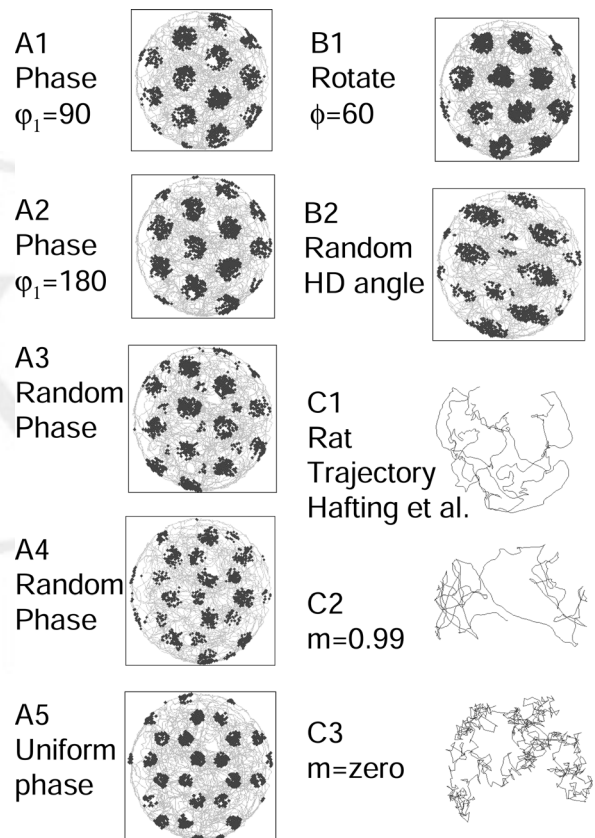 A1
Phase
φ₁=90
A2
Phase
φ₁=180
A3
Random
Phase
A4
Random
Phase
A5
Uniform
phase
B1
Rotate
ϕ=60
B2
Random
HD angle
C1
Rat
Trajectory
Hafting et al.
C2
m=0.99
C3
m=zero